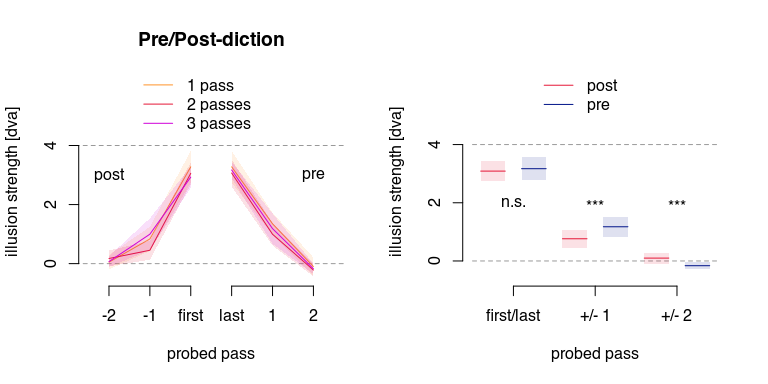 Pre/Post-diction
1 pass
2 passes
3 passes
illusion strength [dva]
4
2
0
post
pre
-2 -1 first last 1 2
probed pass
post
pre
illusion strength [dva]
4
2
0
n.s. *** ***
first/last +/- 1 +/- 2
probed pass